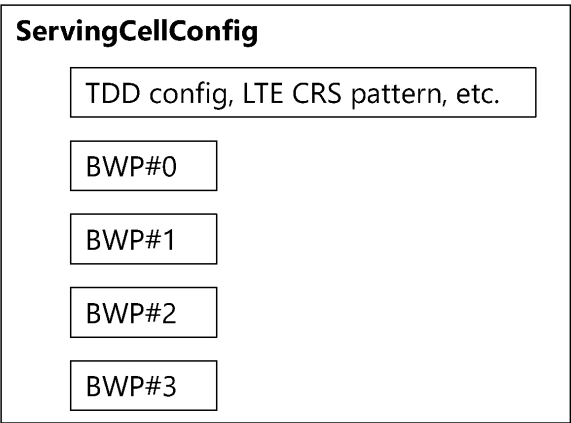 ServingCellConfig
TDD config, LTE CRS pattern, etc.
BWP#0
BWP#1
BWP#2
BWP#3